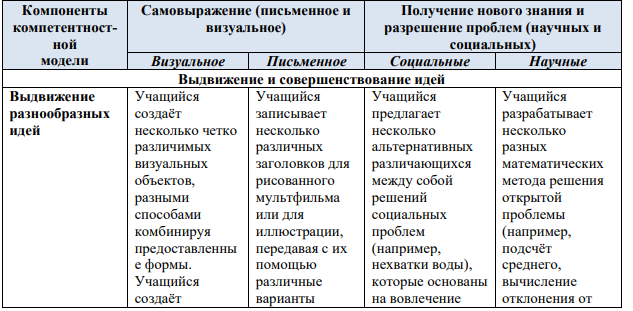 Компоненты
компетентност-
ной
модели
Самовыражение (письменное и
визуальное)
Получение нового знания и
разрешение проблем (научных и
социальных)
Визуальное
Письменное
Социальные
Научные
Выдвижение и совершенствование идей
Выдвижение
разнообразных
идей
Учащийся
создаёт
несколько четко
различимых
визуальных
объектов,
разными
способами
комбинируя
предоставленны
е формы.
Учащийся
создаёт
Учащийся
записывает
несколько
различных
заголовков для
рисованного
мультфильма
или для
иллюстрации,
передавая с их
помощью
различные
варианты
Учащийся
предлагает
несколько
альтернативных
различающихся
между собой
решений
социальных
проблем
(например,
нехватки воды),
которые основаны
на вовлечение
Учащийся
разрабатывает
несколько
разных
математических
метода решения
открытой
проблемы
(например,
подсчёт
среднего,
вычисление
отклонения от